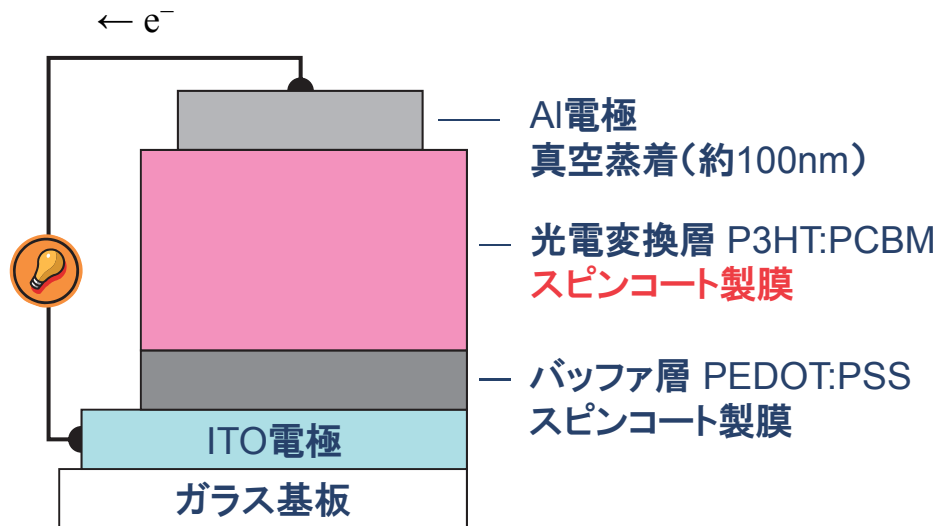 ← e⁻
Al電極
真空蒸着（約100nm）
光電変換層 P3HT:PCBM
スピンコート製膜
バッファ層 PEDOT:PSS
スピンコート製膜
ITO電極
ガラス基板